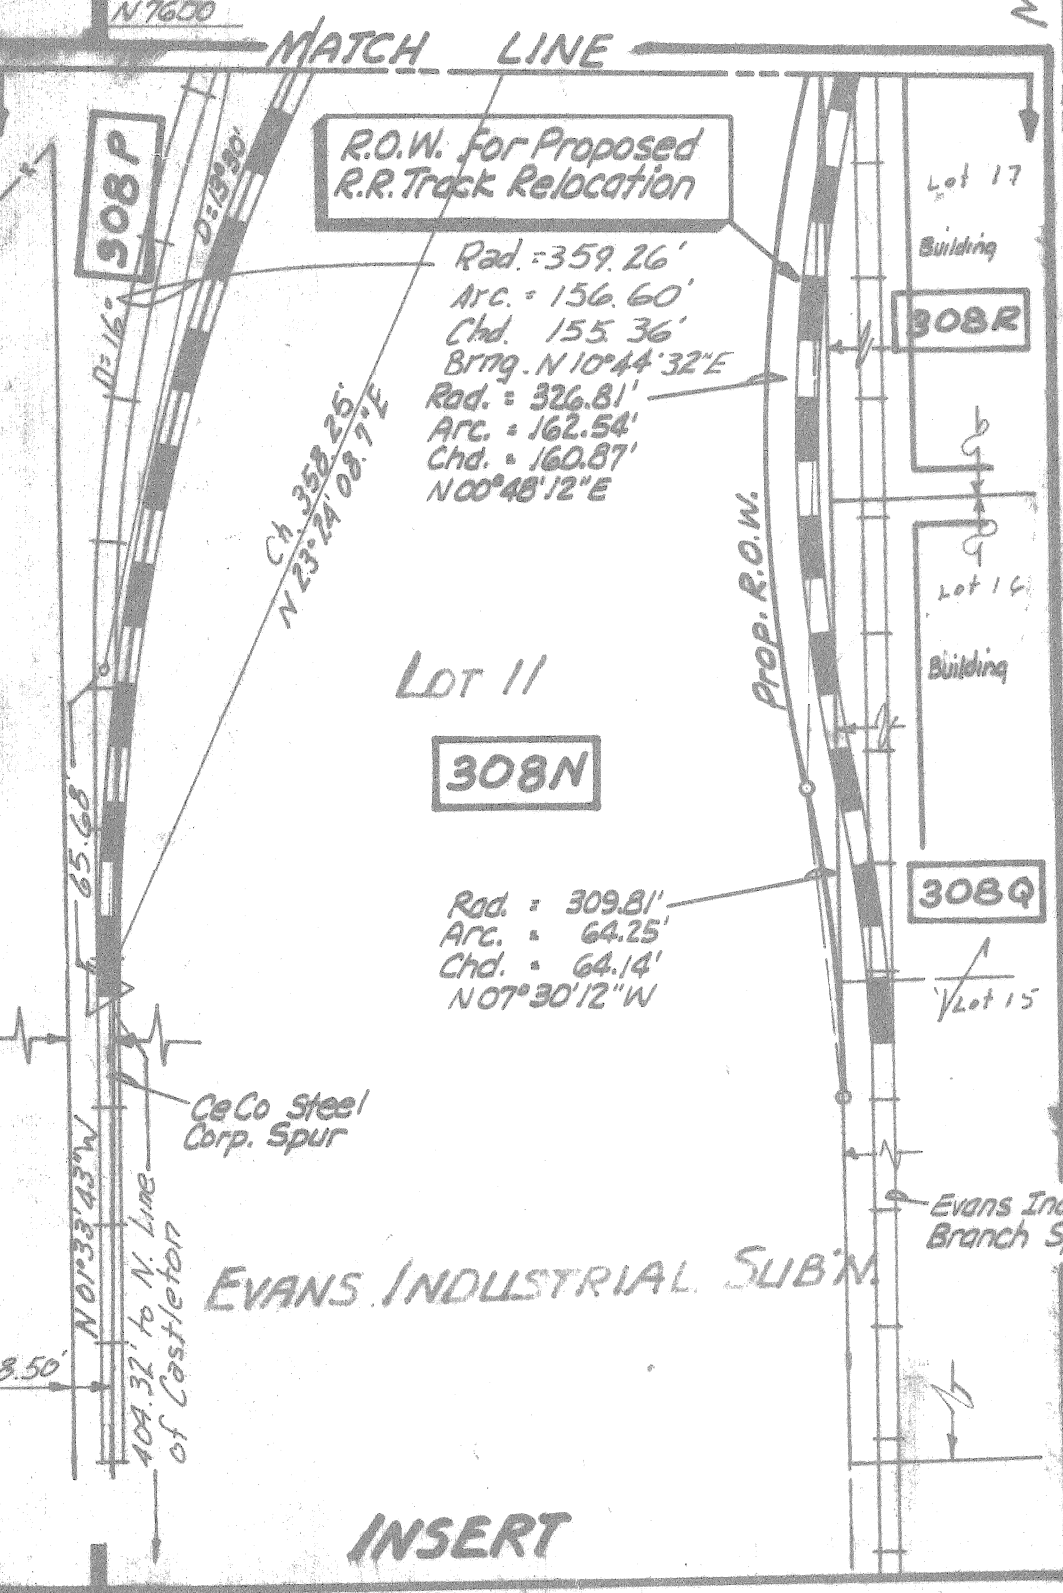 N 7600
MATCH LINE
308P
D=13°30'
D=16°
R.O.W. for Proposed
R.R. Track Relocation
Rad. = 359.26'
Arc. = 156.60'
Chd. 155.36'
Brng. N 10°44'32"E
Rad. = 326.81'
Arc. = 162.54'
Chd. = 160.87'
N00°48'12"E
Ch. 358.25'
N 23°24'08.7"E
Lot 17
Building
308R
Prop. R.O.W.
Lot 16
Building
LOT 11
308N
65.68'
308Q
Rad. = 309.81'
Arc. = 64.25'
Chd. = 64.14'
N07°30'12"W
Lot 15
CeCo Steel
Corp. Spur
N01°33'43"W
404.32' to N. Line
of Castleton
Evans Ind
Branch S
EVANS INDUSTRIAL SUB'N.
8.50'
INSERT